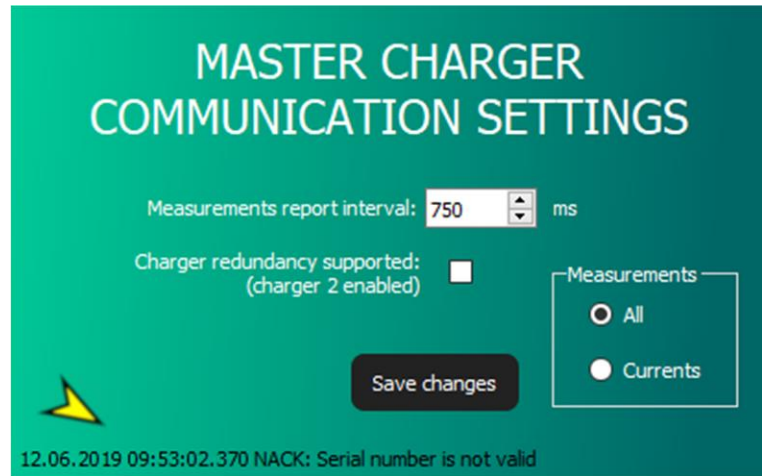 MASTER CHARGER
COMMUNICATION SETTINGS
Measurements report interval: 750 ms
Charger redundancy supported:
(charger 2 enabled)
Measurements
All
Currents
Save changes
12.06.2019 09:53:02.370 NACK: Serial number is not valid